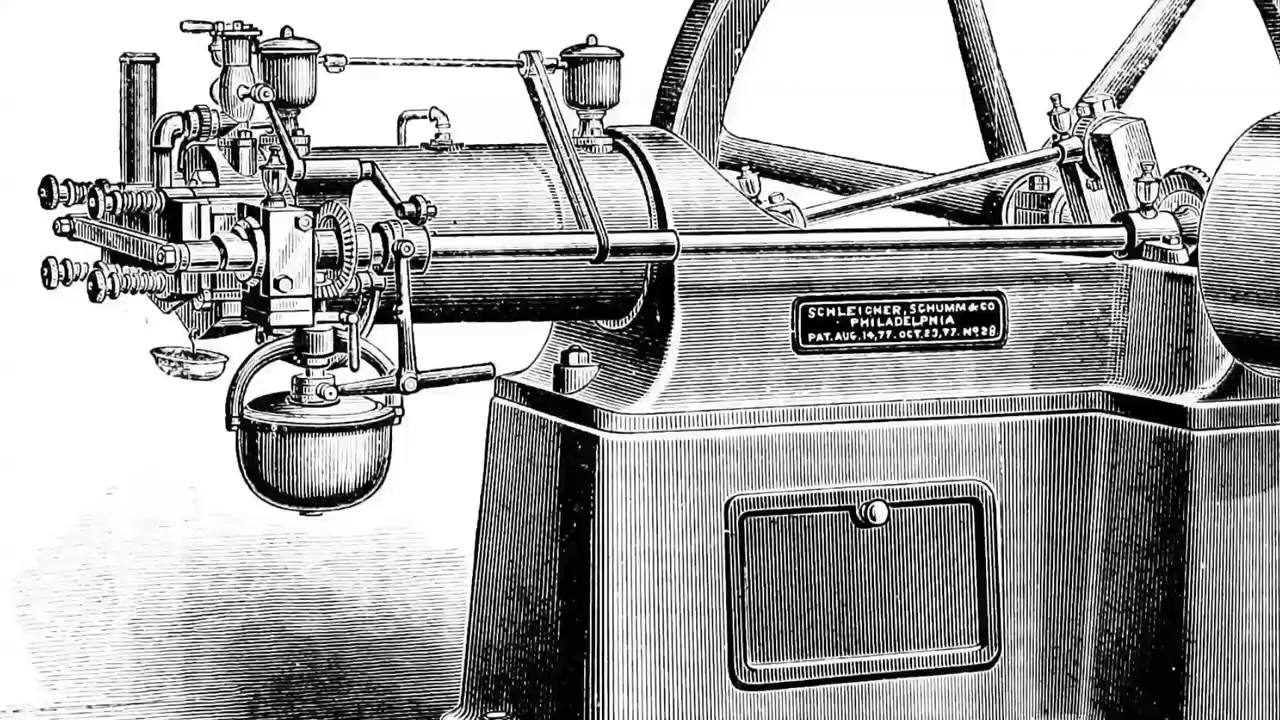 SCHLEICHER, SCHUMM & CO
PHILADELPHIA
PAT. AUG. 14, 77. OCT. 23, 77. Nº 28